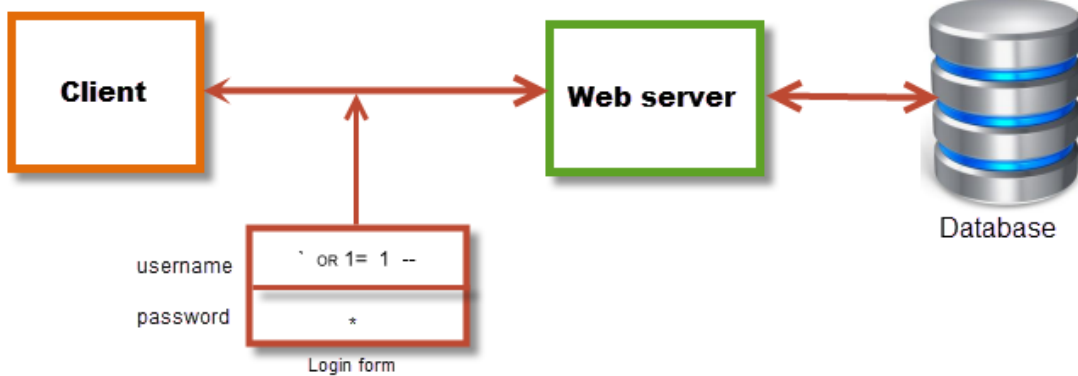 Client
Web server
Database
username
` OR 1= 1 --
password
*
Login form